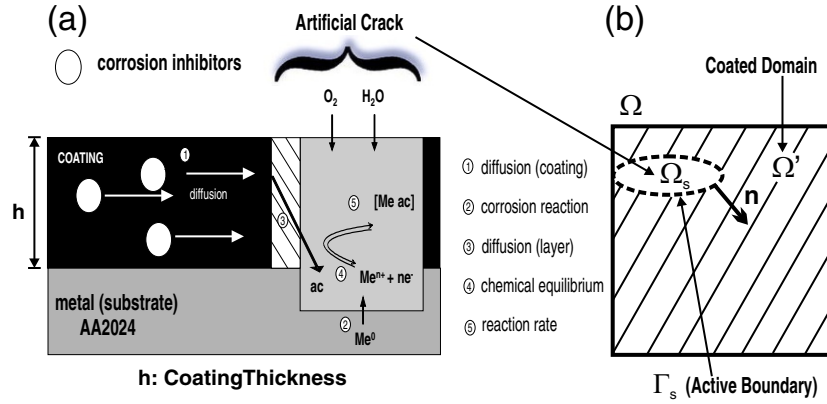 (a)
corrosion inhibitors
Artificial Crack
O2 H2O
COATING
①
diffusion
h
③
⑤
[Me ac]
④
ac
Meⁿ⁺ + ne⁻
metal (substrate)
AA2024
②
Me⁰
h: CoatingThickness
① diffusion (coating)
② corrosion reaction
③ diffusion (layer)
④ chemical equilibrium
⑤ reaction rate
(b)
Coated Domain
Ω
Ωs
Ω’
n
Γs (Active Boundary)